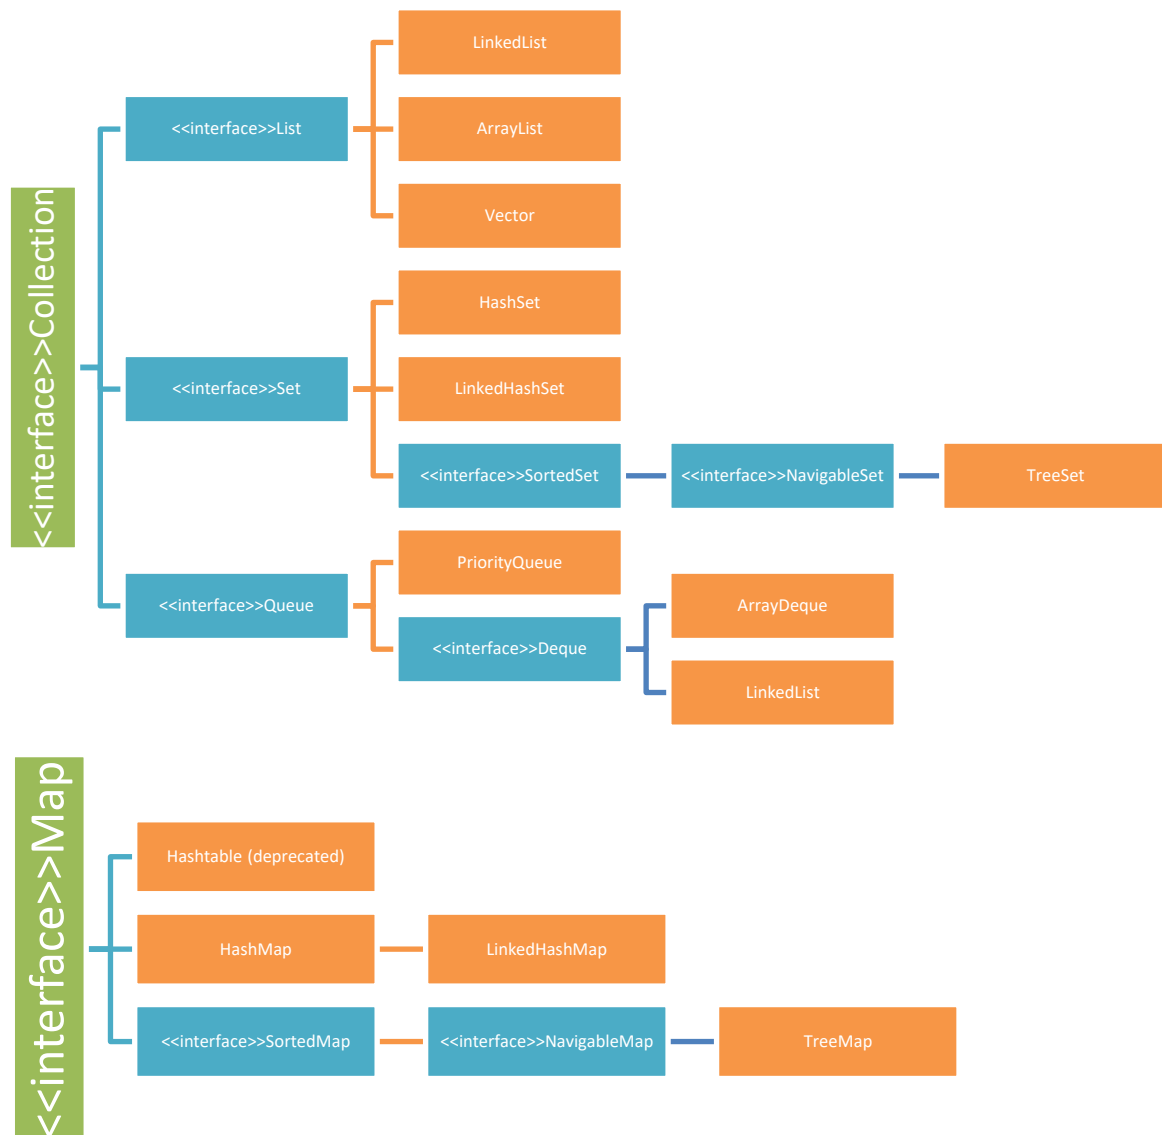 <<interface>>Collection
<<interface>>List
LinkedList
ArrayList
Vector
<<interface>>Set
HashSet
LinkedHashSet
<<interface>>SortedSet
<<interface>>NavigableSet
TreeSet
<<interface>>Queue
PriorityQueue
<<interface>>Deque
ArrayDeque
LinkedList
<<interface>>Map
Hashtable (deprecated)
HashMap
LinkedHashMap
<<interface>>SortedMap
<<interface>>NavigableMap
TreeMap